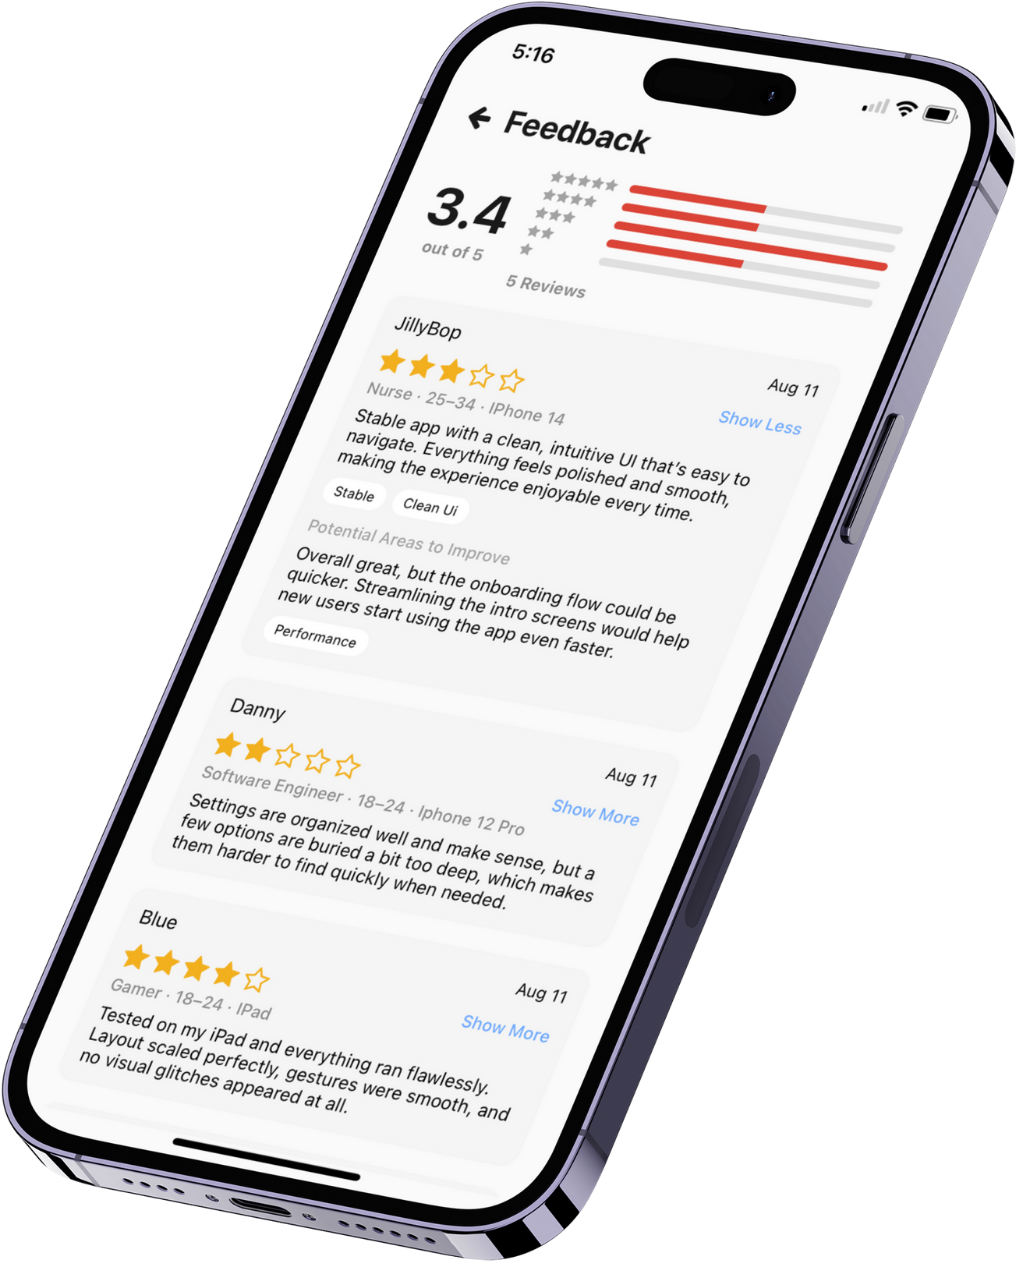 5:16
Feedback
3.4
out of 5
5 Reviews
JillyBop
Aug 11
Nurse · 25–34 · IPhone 14
Show Less
Stable app with a clean, intuitive UI that's easy to
navigate. Everything feels polished and smooth,
making the experience enjoyable every time.
Stable
Clean Ui
Potential Areas to Improve
Overall great, but the onboarding flow could be
quicker. Streamlining the intro screens would help
new users start using the app even faster.
Performance
Danny
Aug 11
Software Engineer · 18–24 · Iphone 12 Pro
Show More
Settings are organized well and make sense, but a
few options are buried a bit too deep, which makes
them harder to find quickly when needed.
Blue
Aug 11
Gamer · 18–24 · IPad
Show More
Tested on my iPad and everything ran flawlessly.
Layout scaled perfectly, gestures were smooth, and
no visual glitches appeared at all.